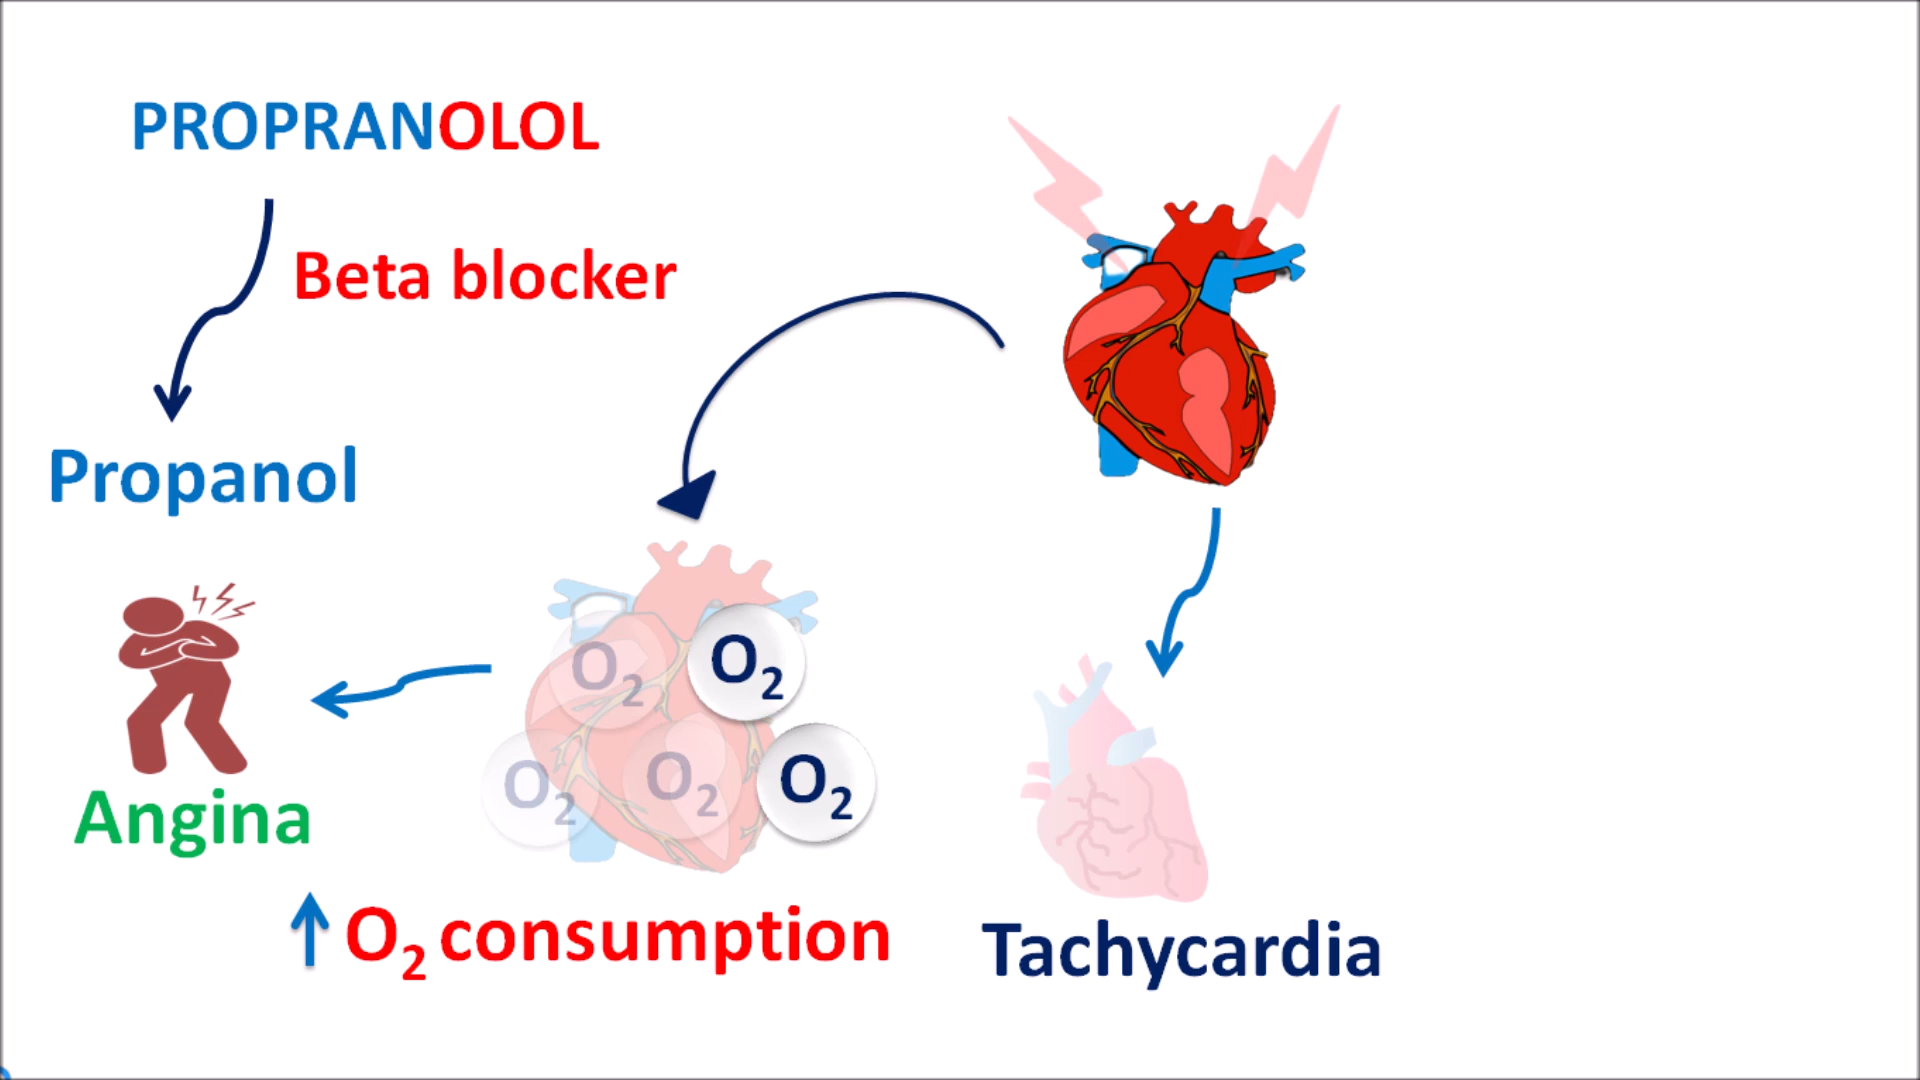 PROPRANOLOL
Beta blocker
Propanol
O2
O2
O2
O2
O2
Angina
O2 consumption
Tachycardia